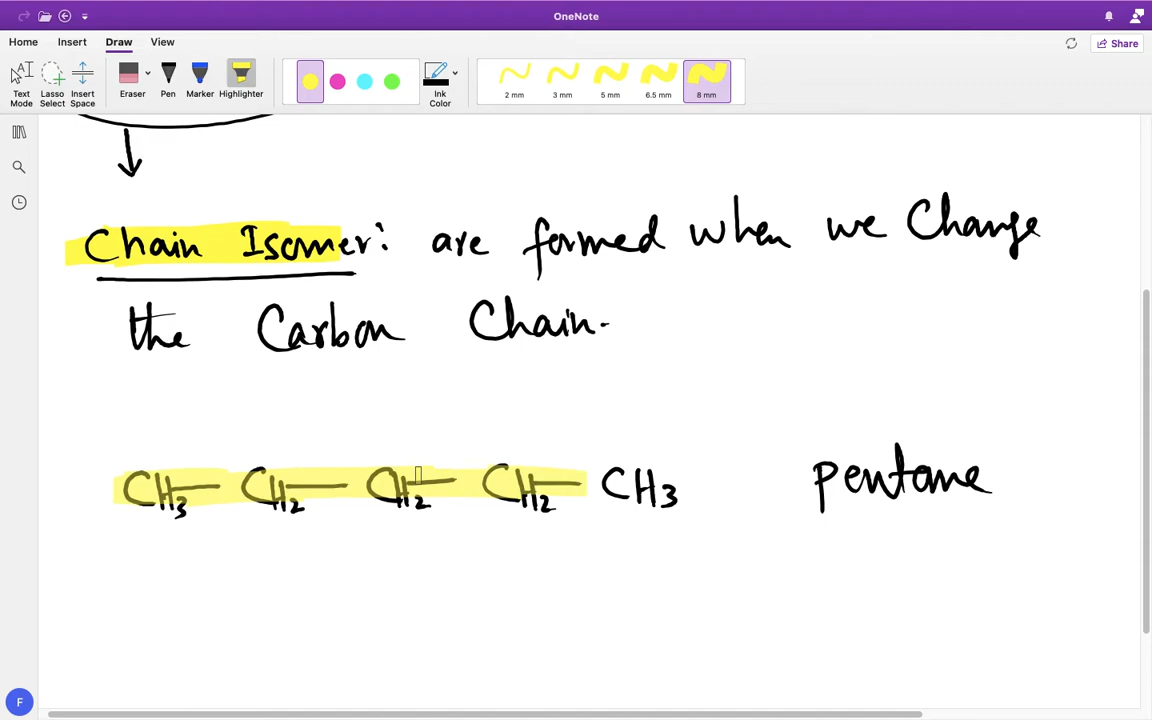 OneNote
Home Insert Draw View
Share
Text Mode
Lasso Select
Insert Space
Eraser
Pen
Marker
Highlighter
Ink Color
2 mm
3 mm
5 mm
6.5 mm
8 mm
Chain Isomer: are formed when we Change
the Carbon Chain.
CH₃—CH₂—CH₂—CH₂—CH₃ pentane
F